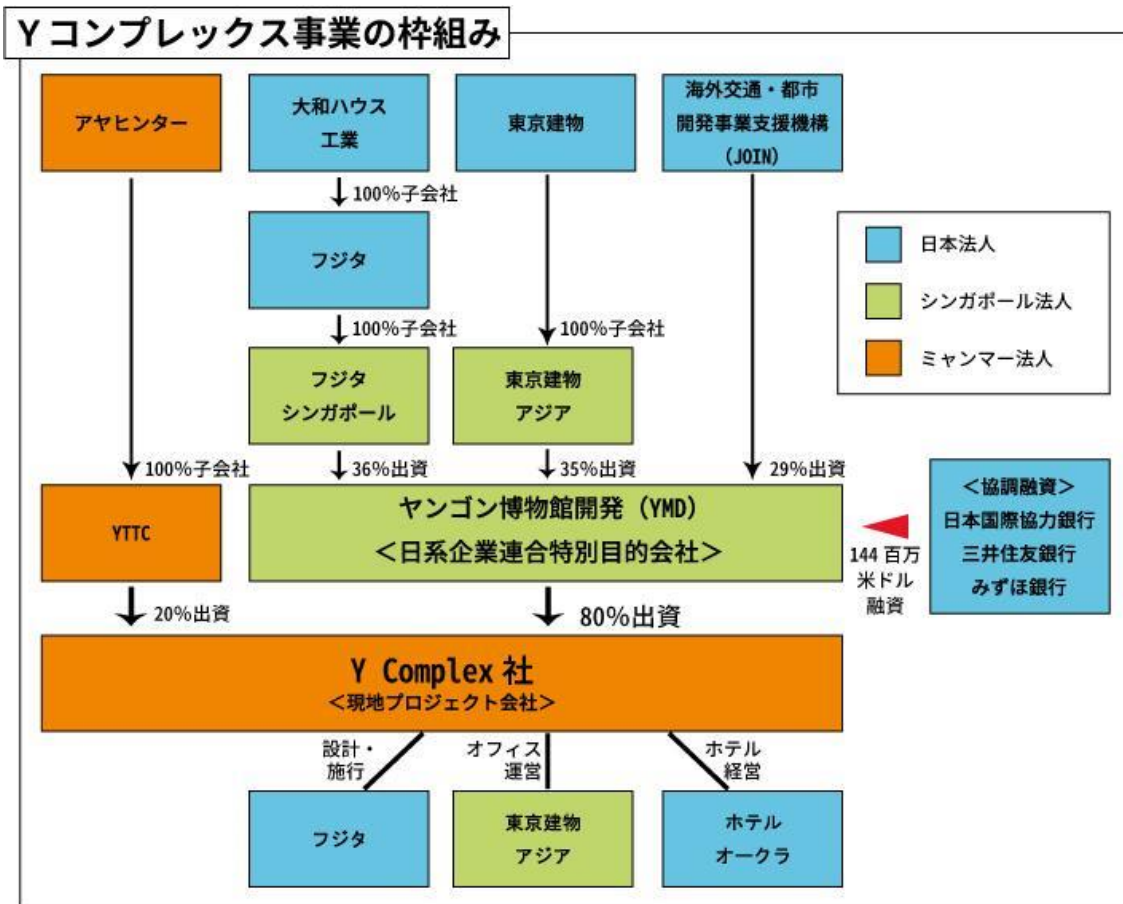 Yコンプレックス事業の枠組み
アヤヒンター
大和ハウス
工業
東京建物
海外交通・都市
開発事業支援機構
(JOIN)
100%子会社
フジタ
日本法人
シンガポール法人
ミャンマー法人
100%子会社
100%子会社
フジタ
シンガポール
東京建物
アジア
100%子会社
36%出資
35%出資
29%出資
YTTC
ヤンゴン博物館開発(YMD)
＜日系企業連合特別目的会社＞
144百万
米ドル
融資
＜協調融資＞
日本国際協力銀行
三井住友銀行
みずほ銀行
20%出資
80%出資
Y Complex社
＜現地プロジェクト会社＞
設計・
施行
オフィス
運営
ホテル
経営
フジタ
東京建物
アジア
ホテル
オークラ